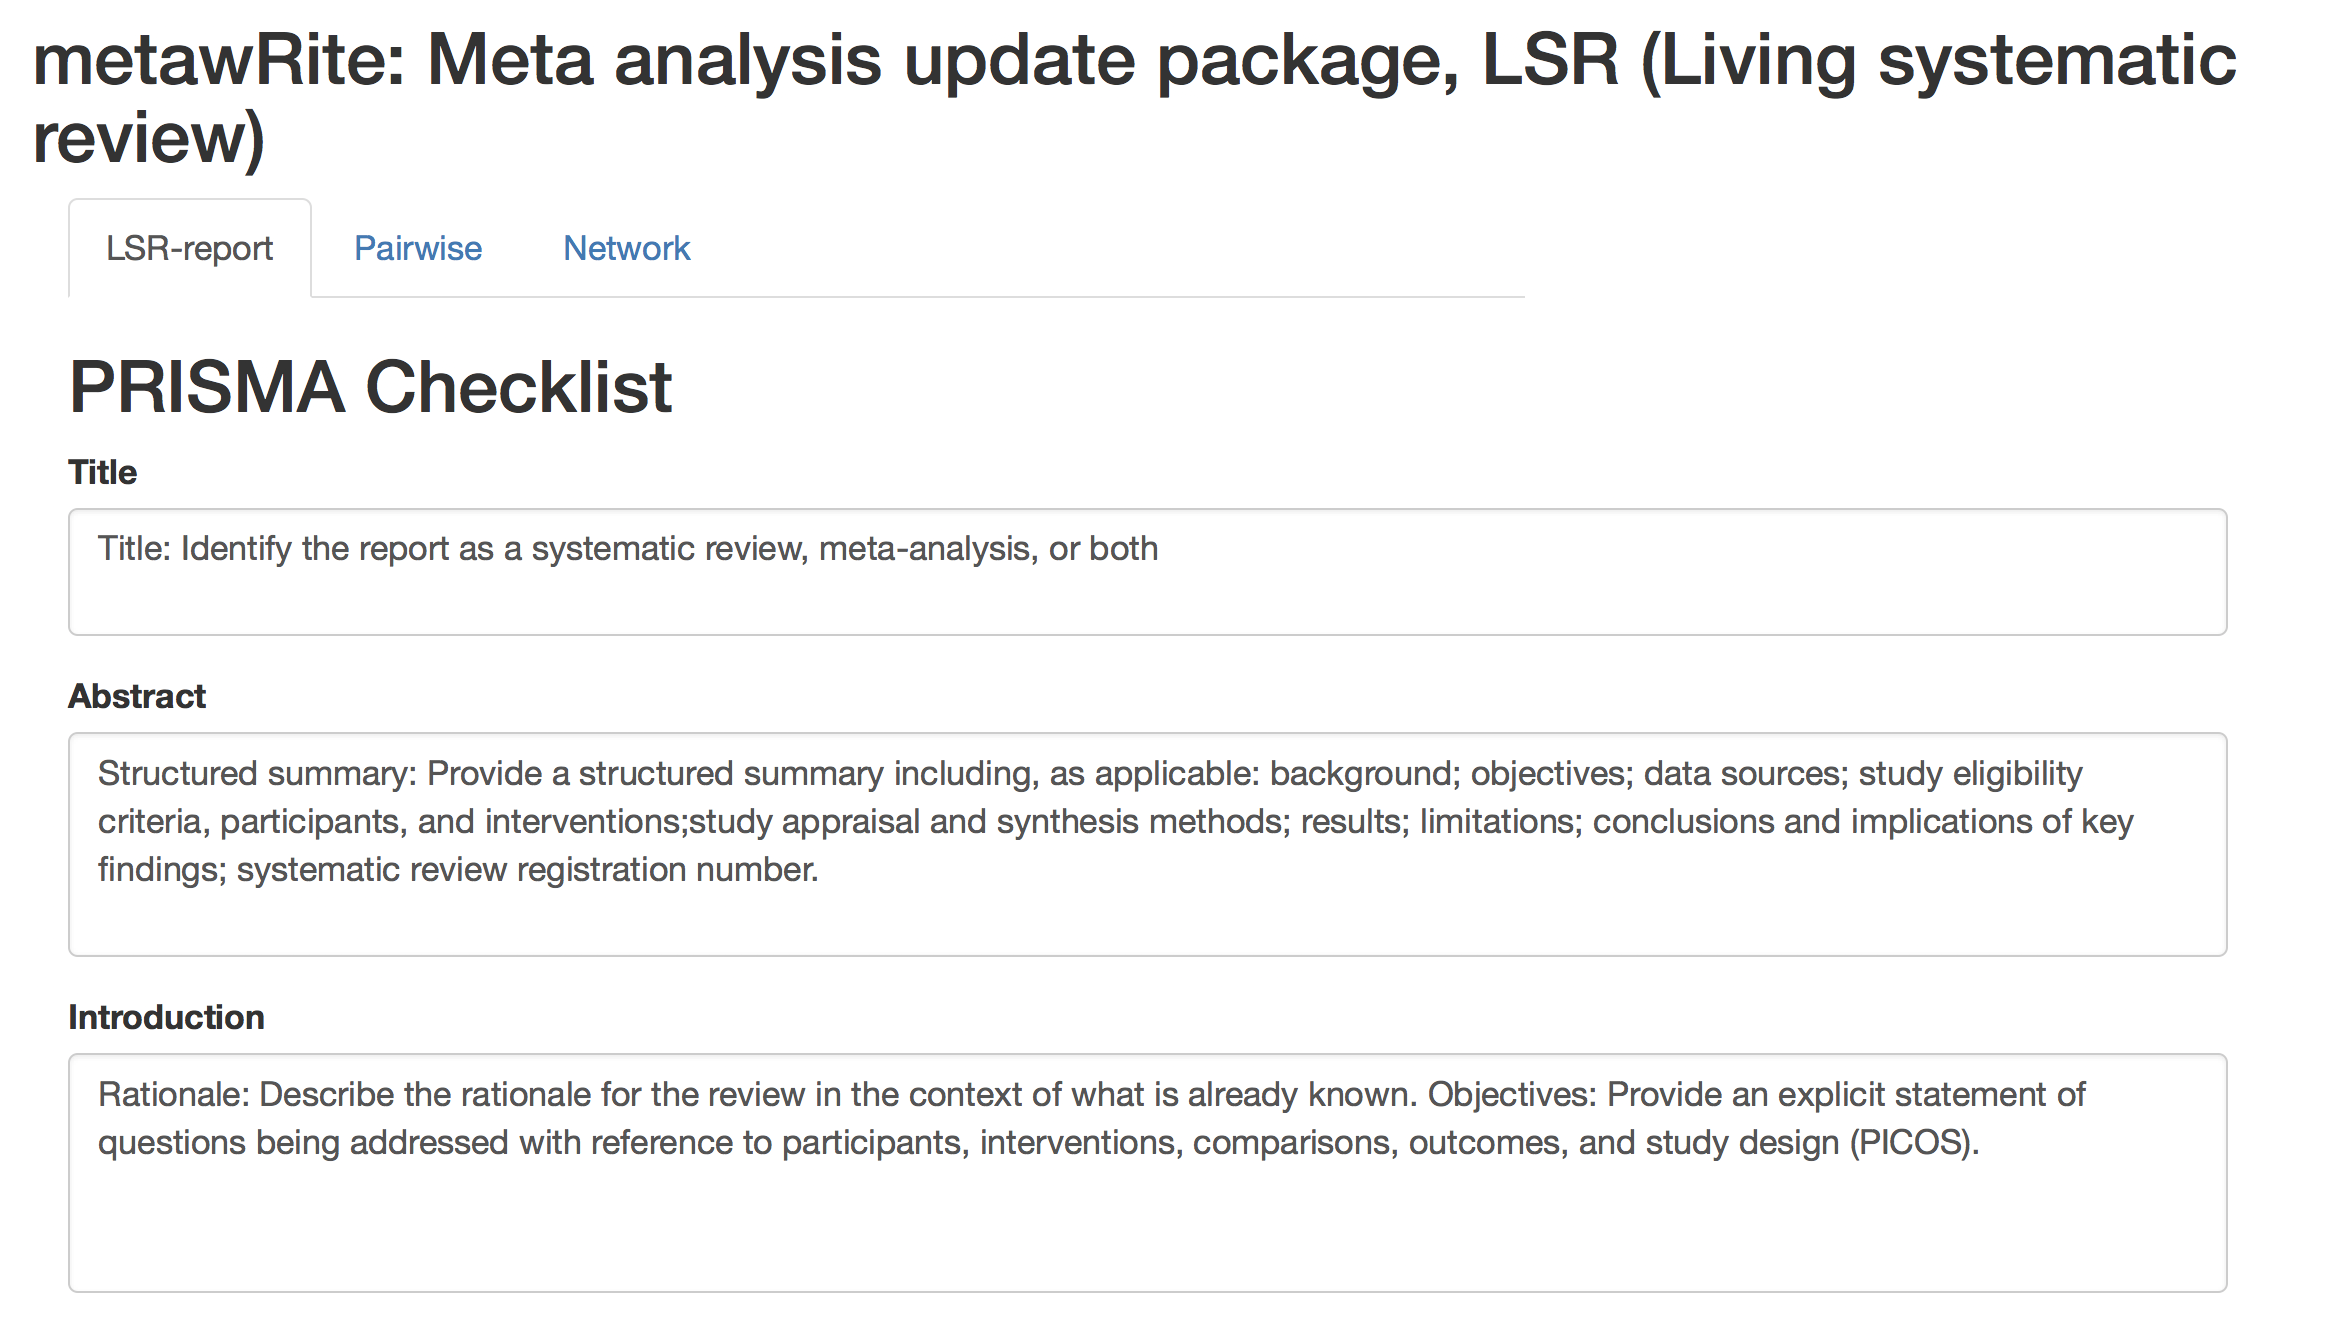 metawRite: Meta analysis update package, LSR (Living systematic
review)
LSR-report Pairwise Network
PRISMA Checklist
Title
Title: Identify the report as a systematic review, meta-analysis, or both
Abstract
Structured summary: Provide a structured summary including, as applicable: background; objectives; data sources; study eligibility
criteria, participants, and interventions;study appraisal and synthesis methods; results; limitations; conclusions and implications of key
findings; systematic review registration number.
Introduction
Rationale: Describe the rationale for the review in the context of what is already known. Objectives: Provide an explicit statement of
questions being addressed with reference to participants, interventions, comparisons, outcomes, and study design (PICOS).